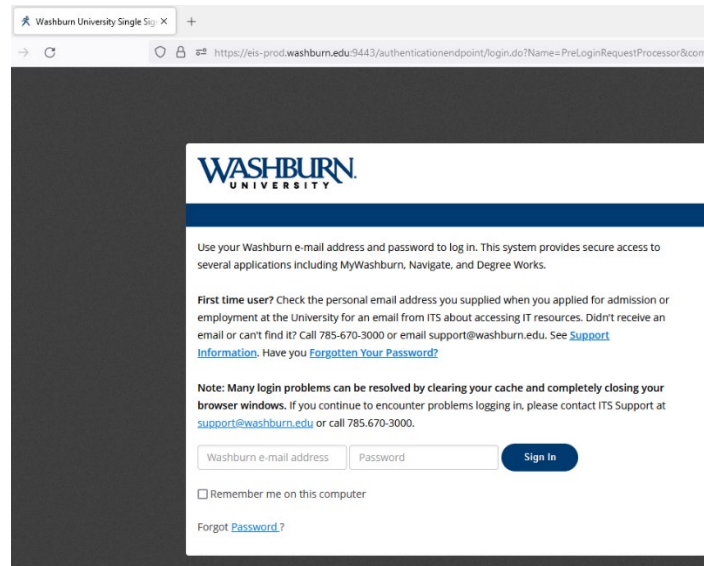 Washburn University Single Sig
https://eis-prod.washburn.edu:9443/authenticationendpoint/login.do?Name=PreLoginRequestProcessor&com
WASHBURN
UNIVERSITY
Use your Washburn e-mail address and password to log in. This system provides secure access to
several applications including MyWashburn, Navigate, and Degree Works.
First time user? Check the personal email address you supplied when you applied for admission or
employment at the University for an email from ITS about accessing IT resources. Didn't receive an
email or can't find it? Call 785-670-3000 or email support@washburn.edu. See Support
Information. Have you Forgotten Your Password?
Note: Many login problems can be resolved by clearing your cache and completely closing your
browser windows. If you continue to encounter problems logging in, please contact ITS Support at
support@washburn.edu or call 785.670-3000.
Washburn e-mail address Password Sign In
Remember me on this computer
Forgot Password ?